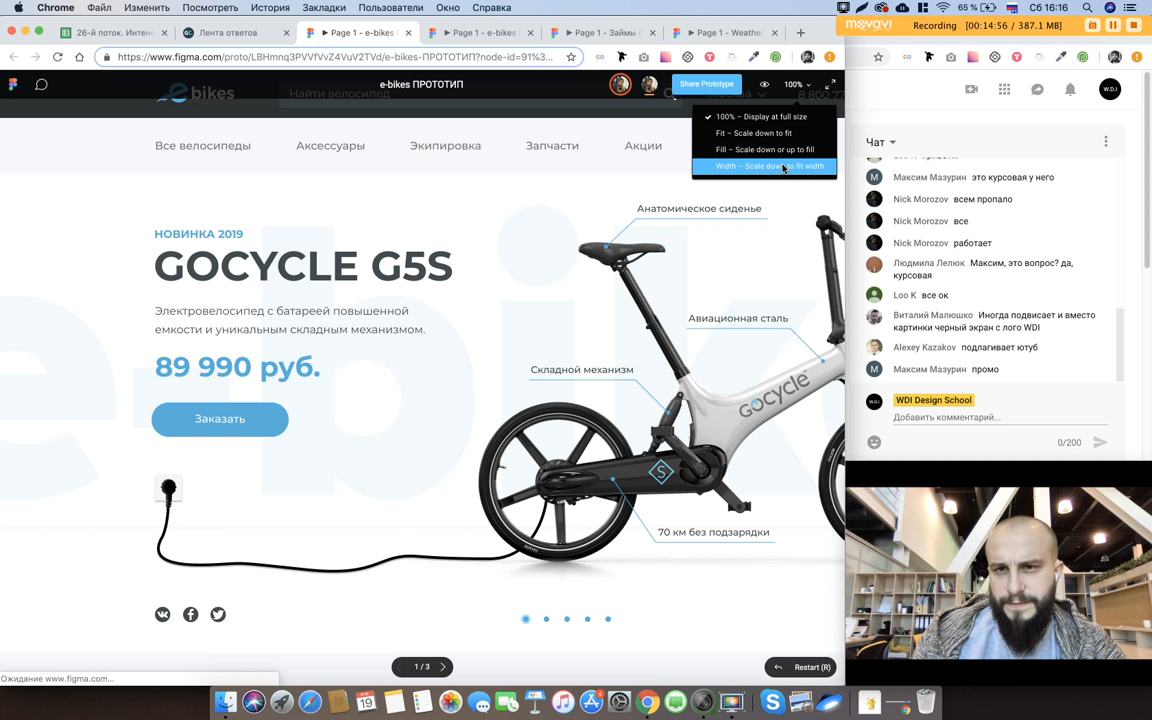 Chrome Файл Изменить Посмотреть История Закладки Пользователи Окно Справка
65 % Сб 16:16
movavi Recording [00:14:56 / 387.1 MB]
26-й поток. Интенс
Лента ответов
Page 1 - e-bikes
Page 1 - e-bikes
Page 1 - Займы
Page 1 - Weather
https://www.figma.com/proto/LBHmnq3PVVfVvZ4VuV2TVd/e-bikes-ПРОТОТИП?node-id=91%3...
e-bikes ПРОТОТИП
Share Prototype
100%
ebikes
Найти велосипед
100% – Display at full size
Fit – Scale down to fit
Fill – Scale down or up to fill
Width – Scale down to fit width
Все велосипеды
Аксессуары
Экипировка
Запчасти
Акции
НОВИНКА 2019
GOCYCLE G5S
Электровелосипед с батареей повышенной
емкости и уникальным складным механизмом.
89 990 руб.
Заказать
Анатомическое сиденье
Авиационная сталь
Складной механизм
70 км без подзарядки
GOCYCLE
S
e-bik
1 / 3
Restart (R)
Ожидание www.figma.com...
W.D.I
Чат
Максим Мазурин это курсовая у него
Nick Morozov всем пропало
Nick Morozov все
Nick Morozov работает
Людмила Лелюк Максим, это вопрос? да,
курсовая
Loo K все ок
Виталий Малюшко Иногда подвисает и вместо
картинки черный экран с лого WDI
Alexey Kazakov подлагивает ютуб
Максим Мазурин промо
WDI Design School
Добавить комментарий...
0/200
19